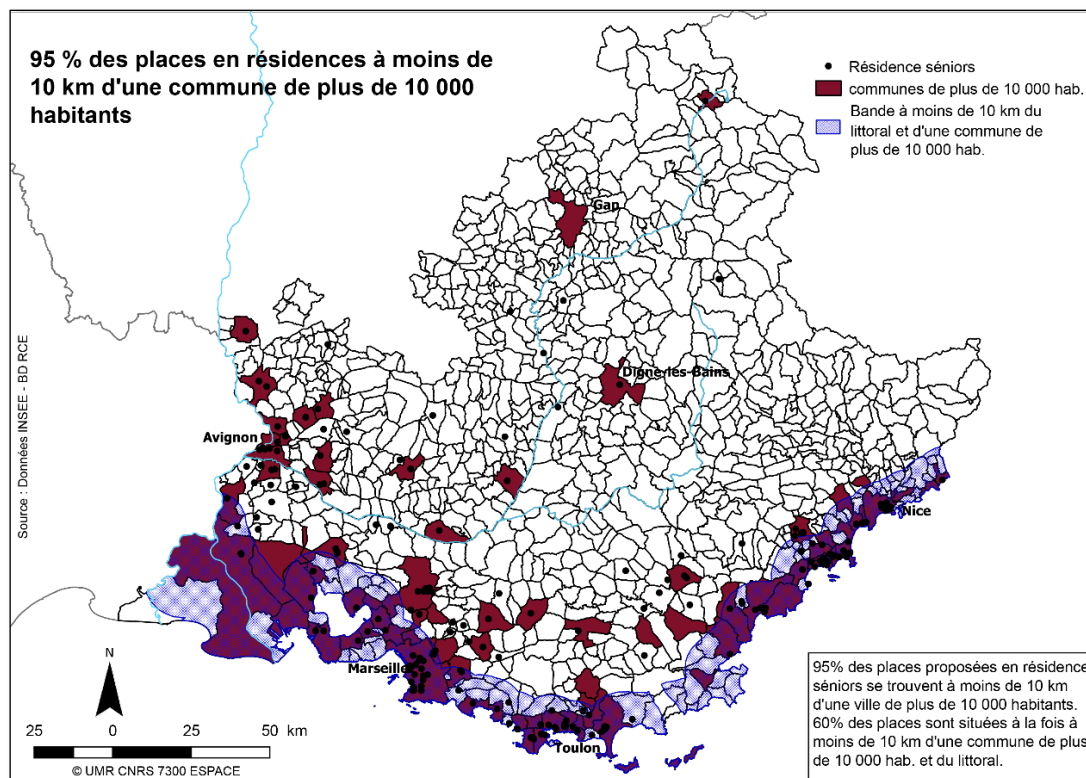 95 % des places en résidences à moins de
10 km d'une commune de plus de 10 000
habitants
Résidence séniors
communes de plus de 10 000 hab.
Bande à moins de 10 km du
littoral et d'une commune de
plus de 10 000 hab.
Gap
Digne-les-Bains
Avignon
Nice
Marseille
Toulon
Source : Données INSEE - BD RCE
N
25 0 25 50 km
© UMR CNRS 7300 ESPACE
95% des places proposées en résidence
séniors se trouvent à moins de 10 km
d'une ville de plus de 10 000 habitants.
60% des places sont situées à la fois à
moins de 10 km d'une commune de plus
de 10 000 hab. et du littoral.